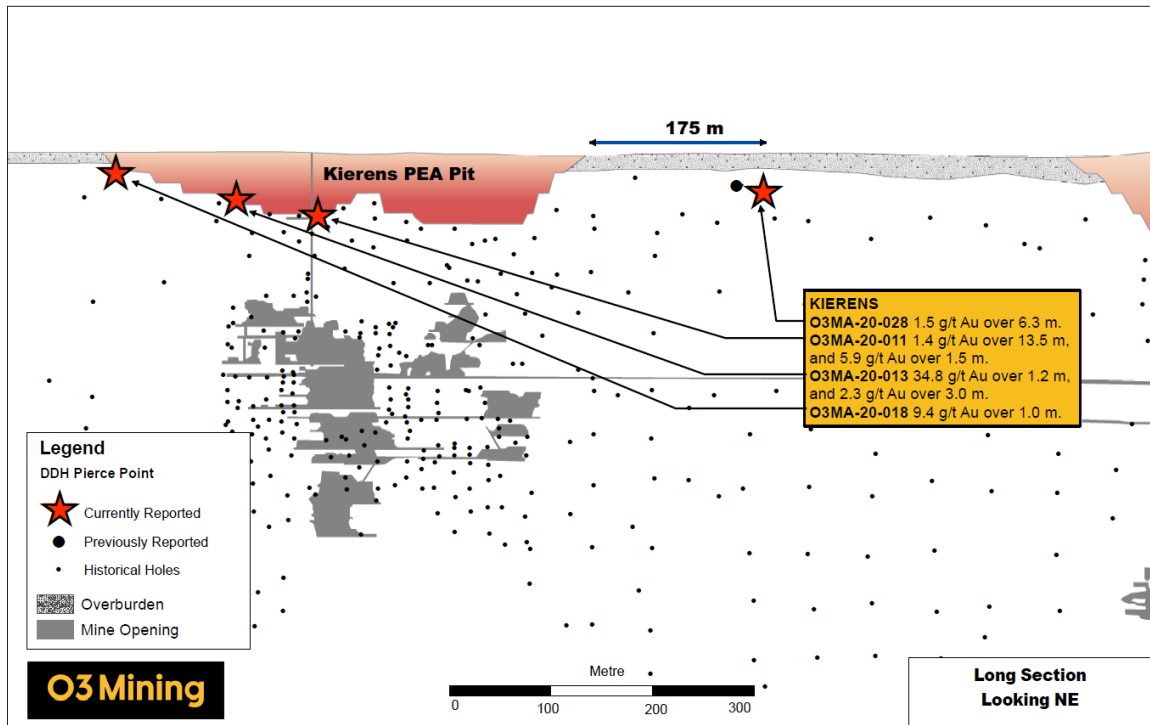 175 m
Kierens PEA Pit
KIERENS
O3MA-20-028 1.5 g/t Au over 6.3 m.
O3MA-20-011 1.4 g/t Au over 13.5 m,
and 5.9 g/t Au over 1.5 m.
O3MA-20-013 34.8 g/t Au over 1.2 m,
and 2.3 g/t Au over 3.0 m.
O3MA-20-018 9.4 g/t Au over 1.0 m.
Legend
DDH Pierce Point
Currently Reported
Previously Reported
Historical Holes
Overburden
Mine Opening
O3 Mining
Metre
0 100 200 300
Long Section
Looking NE